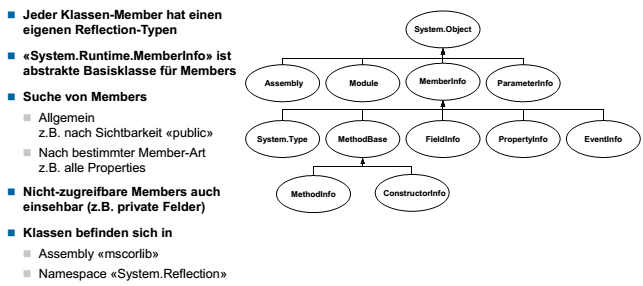 Jeder Klassen-Member hat einen
eigenen Reflection-Typen
«System.Runtime.MemberInfo» ist
abstrakte Basisklasse für Members
Suche von Members
Allgemein
z.B. nach Sichtbarkeit «public»
Nach bestimmter Member-Art
z.B. alle Properties
Nicht-zugreifbare Members auch
einsehbar (z.B. private Felder)
Klassen befinden sich in
Assembly «mscorlib»
Namespace «System.Reflection»
System.Object
Assembly
Module
MemberInfo
ParameterInfo
System.Type
MethodBase
FieldInfo
PropertyInfo
EventInfo
MethodInfo
ConstructorInfo